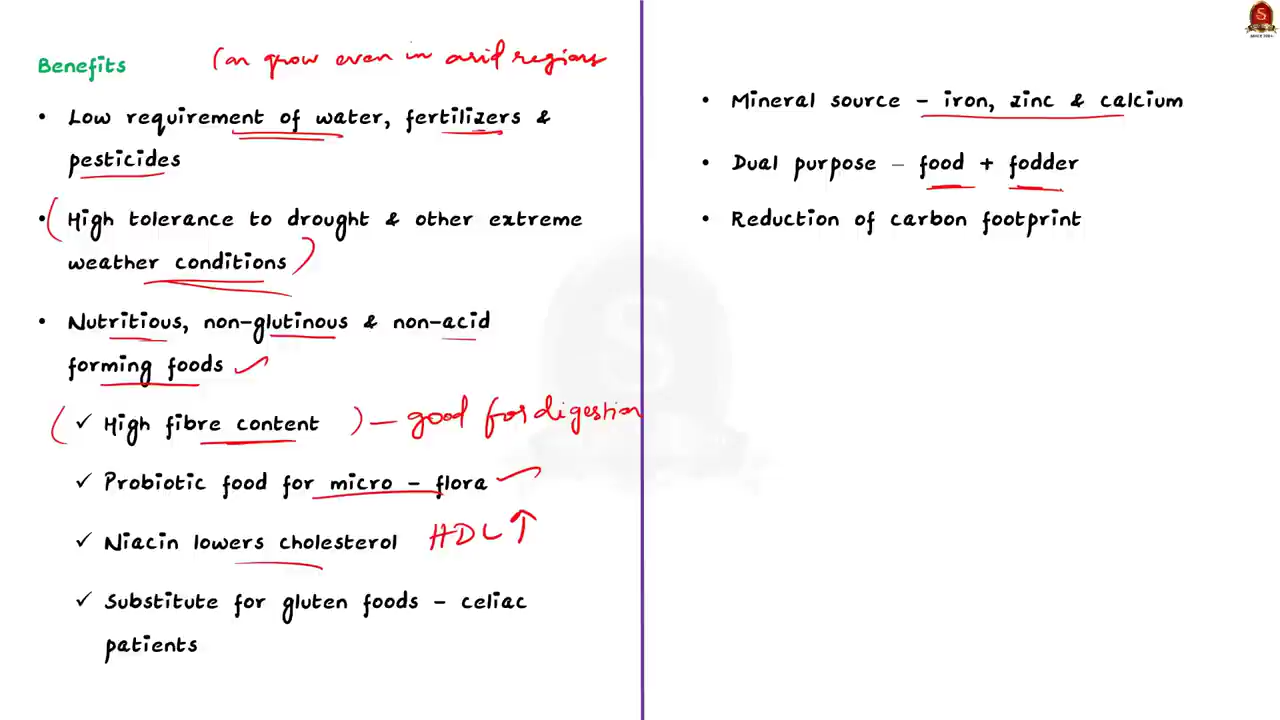 Benefits
Can grow even in arid regions
• Low requirement of water, fertilizers &
pesticides
• (High tolerance to drought & other extreme
weather conditions)
• Nutritious, non-glutinous & non-acid
forming foods ✓
(✓ High fibre content ) – good for digestion
✓ Probiotic food for micro – flora ✓
✓ Niacin lowers cholesterol HDL ↑
✓ Substitute for gluten foods – celiac
patients
• Mineral source – iron, zinc & calcium
• Dual purpose – food + fodder
• Reduction of carbon footprint
S